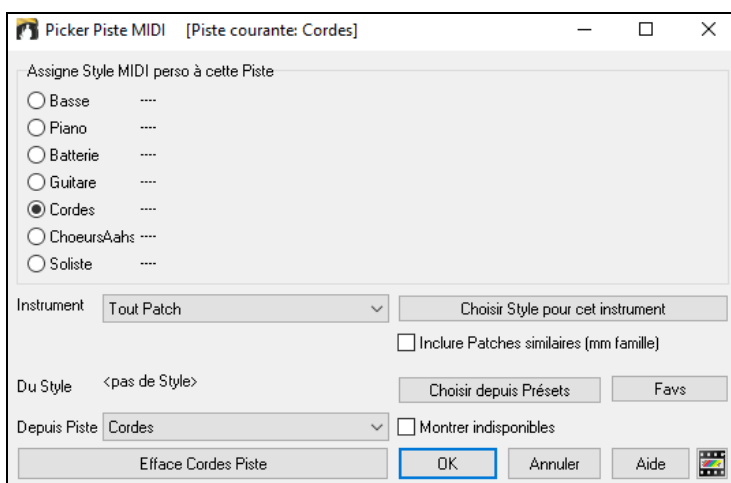 Picker Piste MIDI [Piste courante: Cordes]
Assigne Style MIDI perso à cette Piste
Basse ----
Piano ----
Batterie ----
Guitare ----
Cordes ----
ChoeursAahs ----
Soliste ----
Instrument Tout Patch Choisir Style pour cet instrument
Inclure Patches similaires (mm famille)
Du Style <pas de Style> Choisir depuis Présets Favs
Depuis Piste Cordes Montrer indisponibles
Efface Cordes Piste OK Annuler Aide